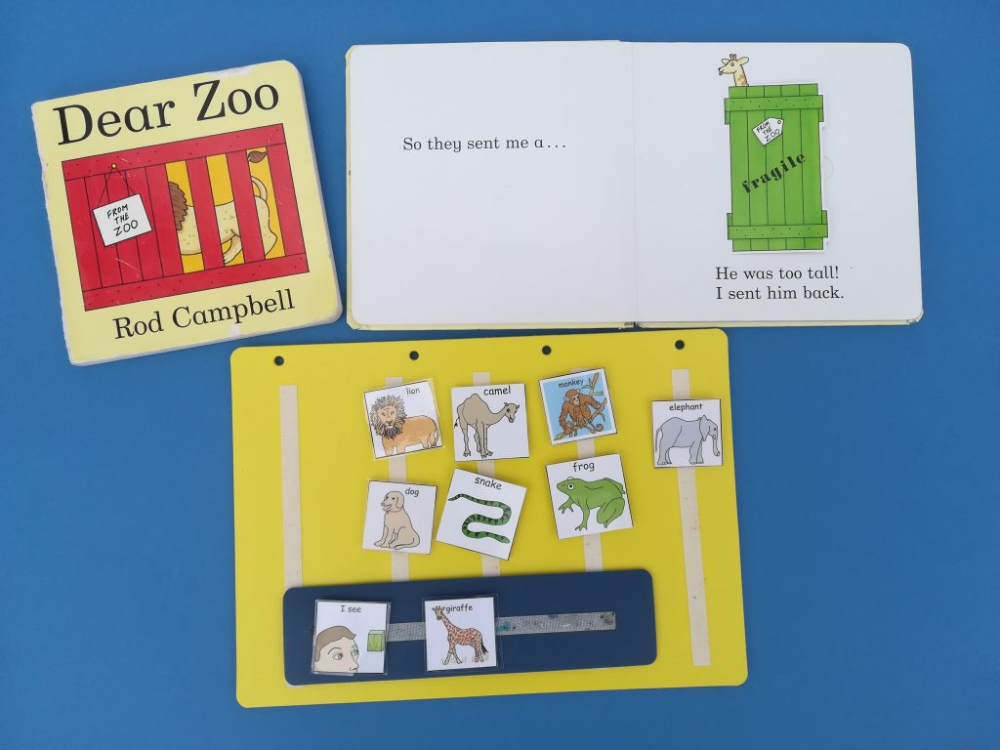 Dear Zoo
FROM
THE
ZOO
Rod Campbell
So they sent me a...
FROM
THE
ZOO
fragile
He was too tall!
I sent him back.
lion
camel
monkey
elephant
dog
snake
frog
I see
giraffe